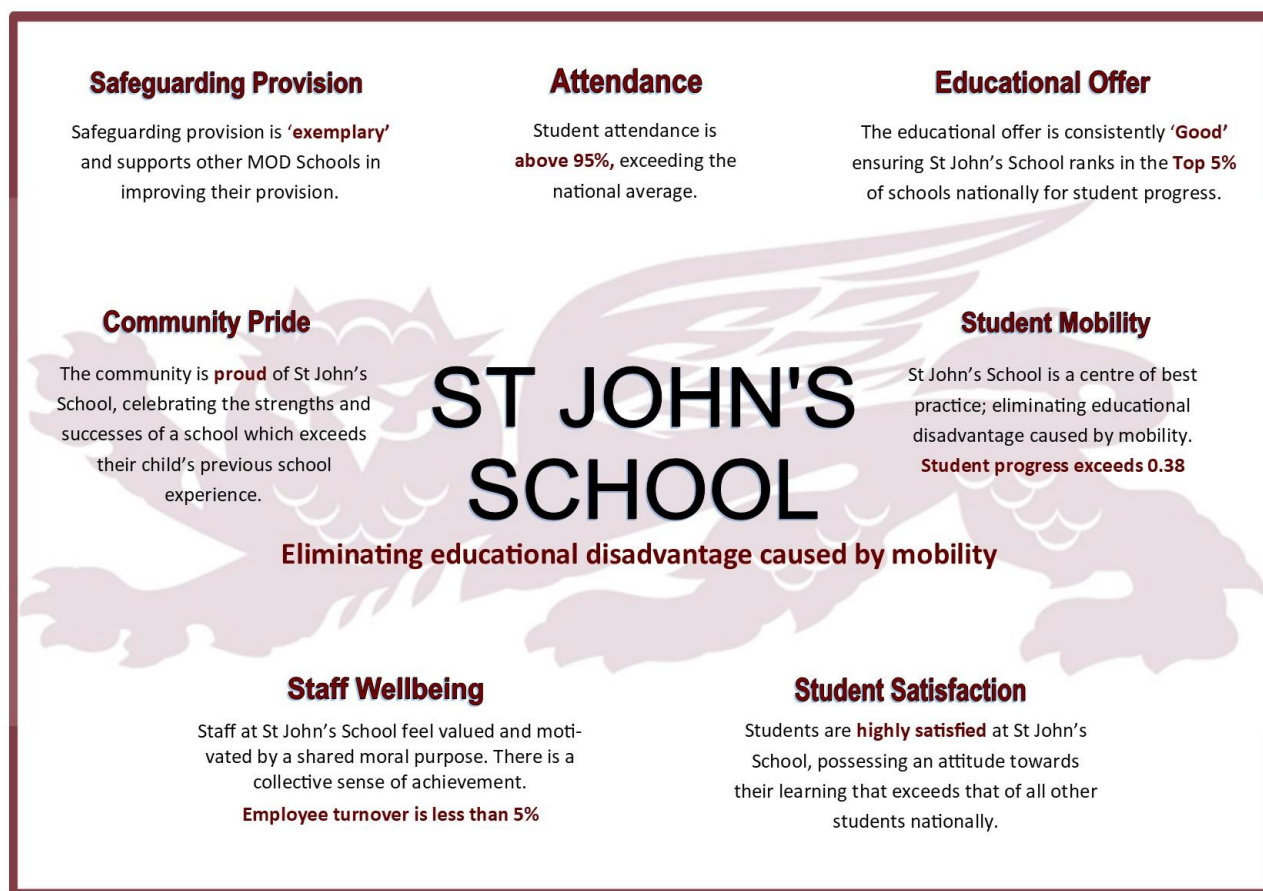 Safeguarding Provision
Safeguarding provision is ‘exemplary’
and supports other MOD Schools in
improving their provision.
Attendance
Student attendance is
above 95%, exceeding the
national average.
Educational Offer
The educational offer is consistently ‘Good’
ensuring St John’s School ranks in the Top 5%
of schools nationally for student progress.
Community Pride
The community is proud of St John’s
School, celebrating the strengths and
successes of a school which exceeds
their child’s previous school
experience.
ST JOHN'S
SCHOOL
Eliminating educational disadvantage caused by mobility
Student Mobility
St John’s School is a centre of best
practice; eliminating educational
disadvantage caused by mobility.
Student progress exceeds 0.38
Staff Wellbeing
Staff at St John’s School feel valued and moti-
vated by a shared moral purpose. There is a
collective sense of achievement.
Employee turnover is less than 5%
Student Satisfaction
Students are highly satisfied at St John’s
School, possessing an attitude towards
their learning that exceeds that of all other
students nationally.